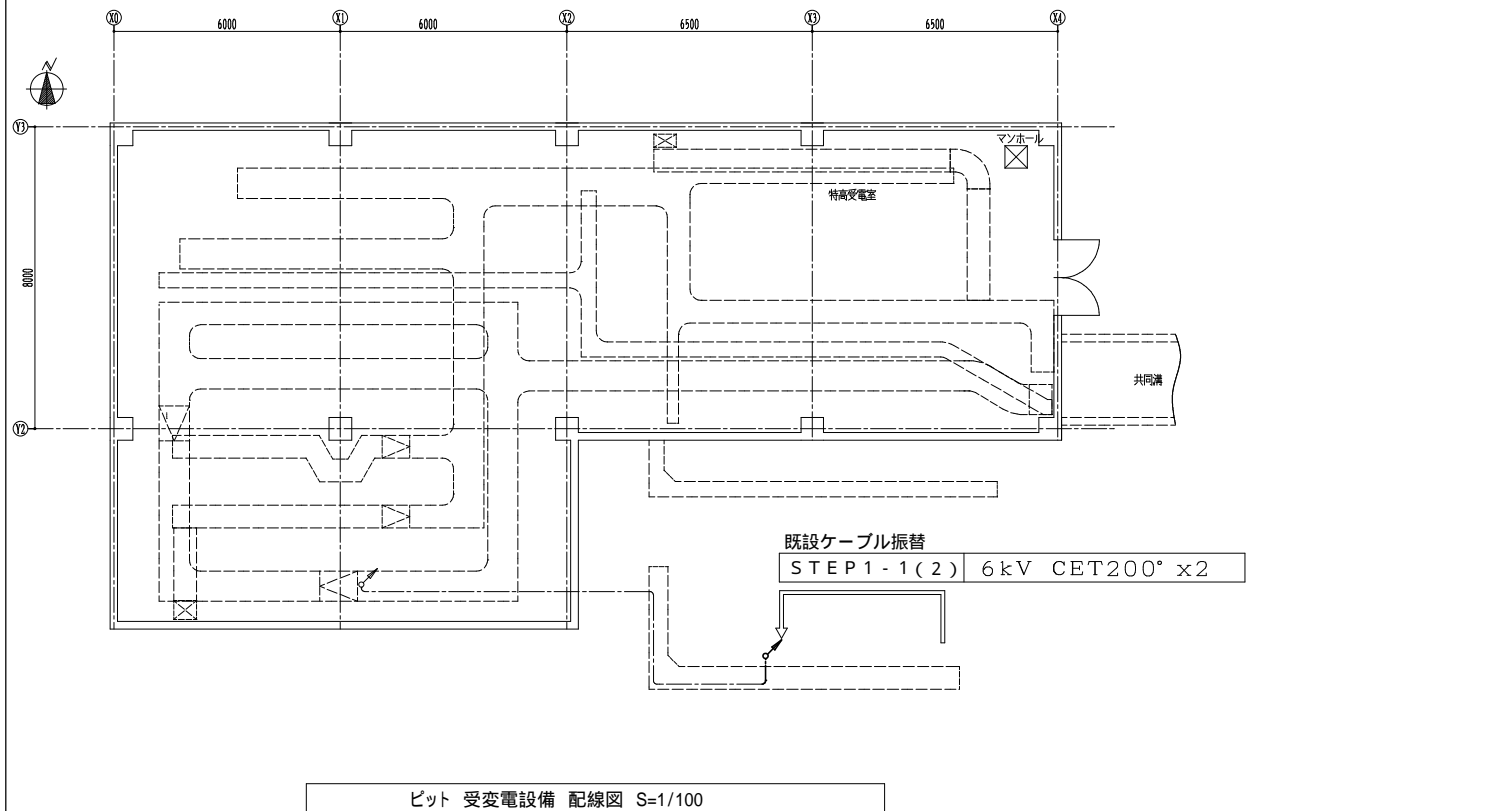 X0 X1 X2 X3 X4
6000 6000 6500 6500
N
Y3
マンホール
特高受電室
8000
共同溝
Y2
既設ケーブル振替
STEP1-1(2) 6kV CET200° x2
ピット 受変電設備 配線図 S=1/100